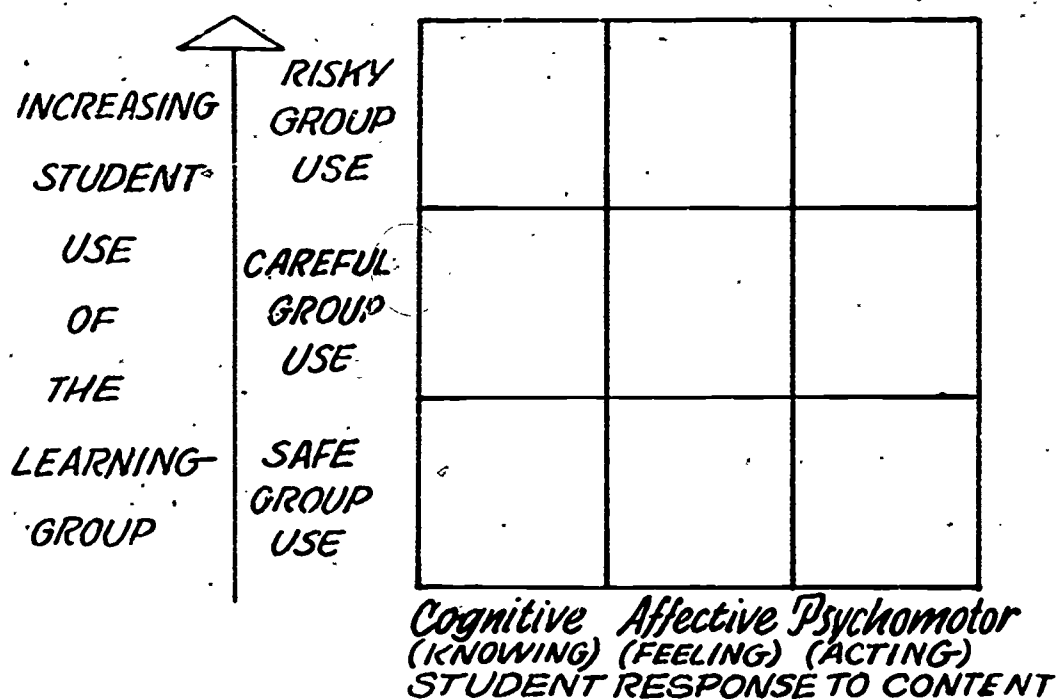 INCREASING
STUDENT
USE
OF
THE
LEARNING
GROUP
RISKY
GROUP
USE
CAREFUL
GROUP
USE
SAFE
GROUP
USE
Cognitive Affective Psychomotor
(KNOWING) (FEELING) (ACTING)
STUDENT RESPONSE TO CONTENT